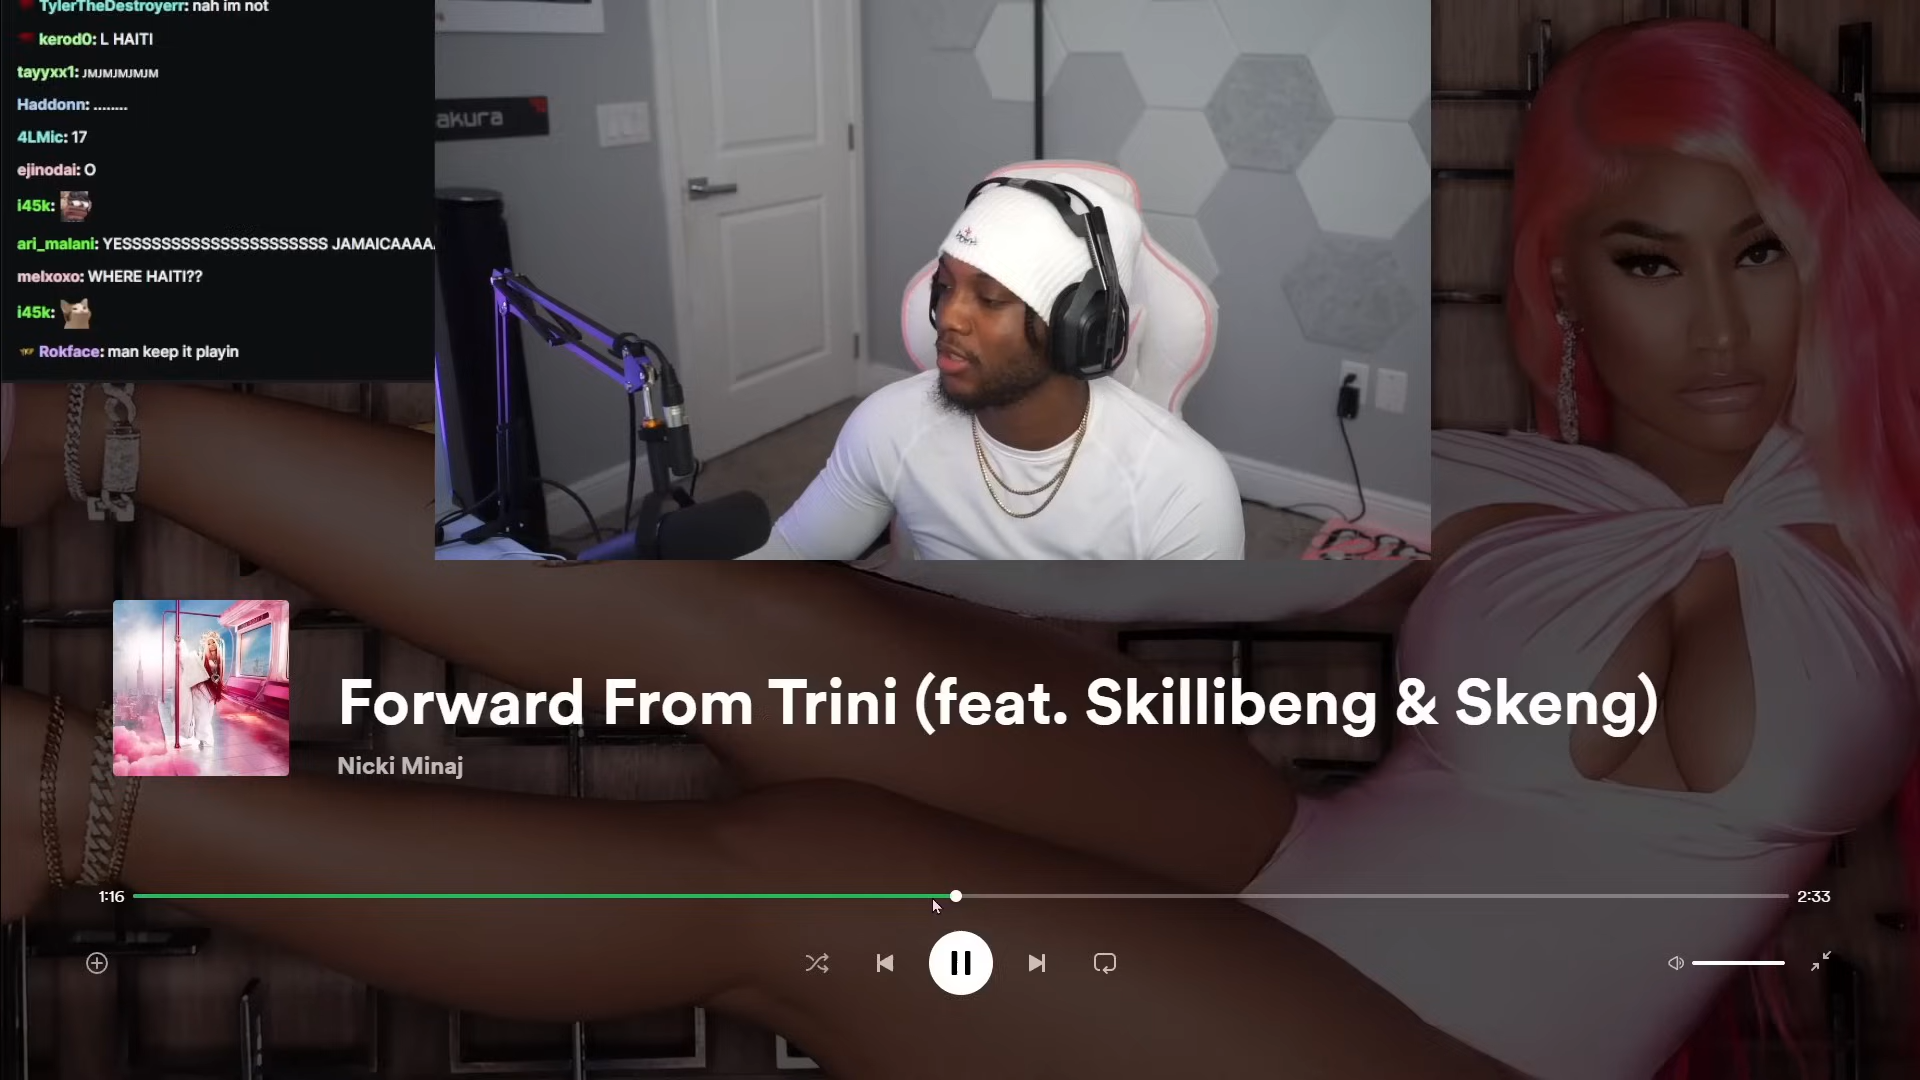 TylerTheDestroyerr: nah im not
kerod0: L HAITI
tayyxx1: JMJMJMJMJM
Haddonn: ........
4LMic: 17
ejinodai: O
i45k:
ari_malani: YESSSSSSSSSSSSSSSSSSSSS JAMAICAAAA
melxoxo: WHERE HAITI??
i45k:
Rokface: man keep it playin
akura
Forward From Trini (feat. Skillibeng & Skeng)
Nicki Minaj
1:16
2:33